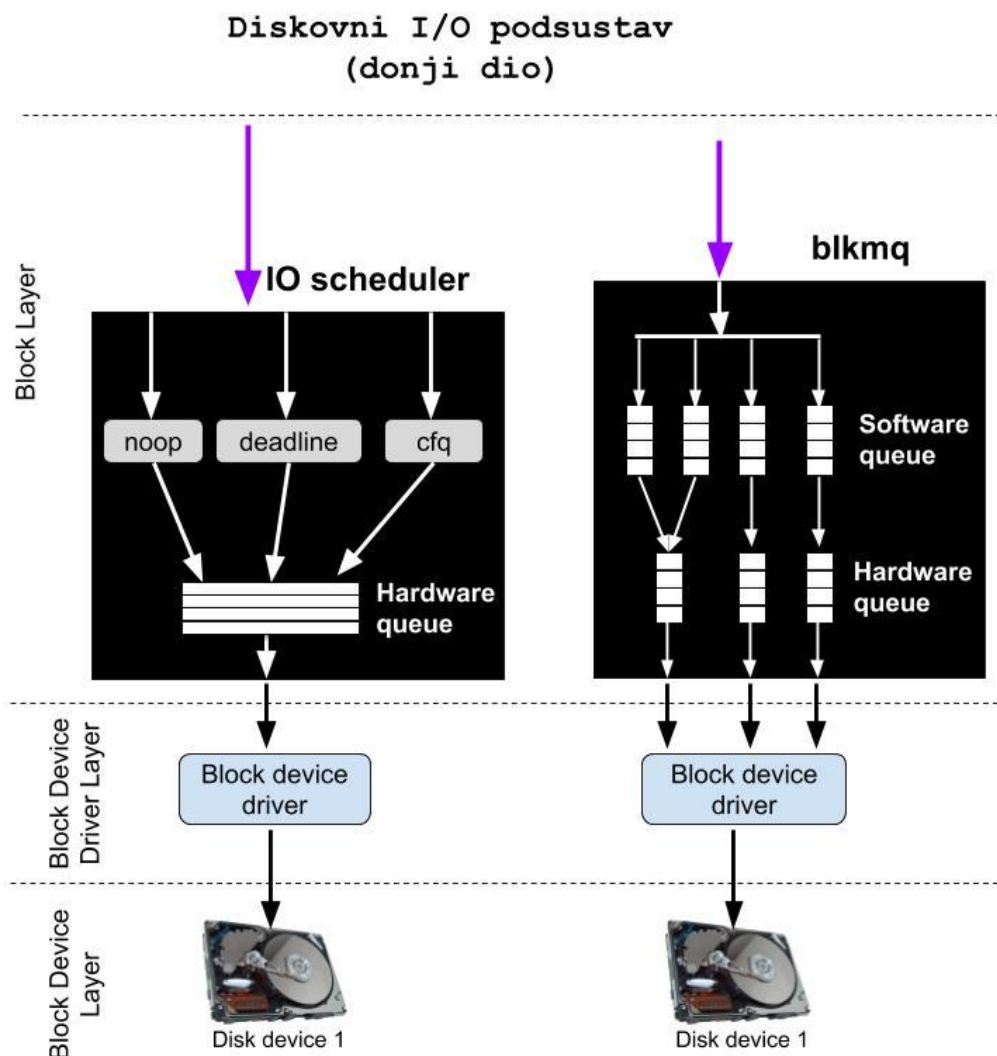 Diskovni I/O podsustav
(donji dio)
Block Layer
IO scheduler
noop
deadline
cfq
Hardware
queue
blkmq
Software
queue
Hardware
queue
Block Device
Driver Layer
Block device
driver
Block device
driver
Block Device
Layer
Disk device 1
Disk device 1